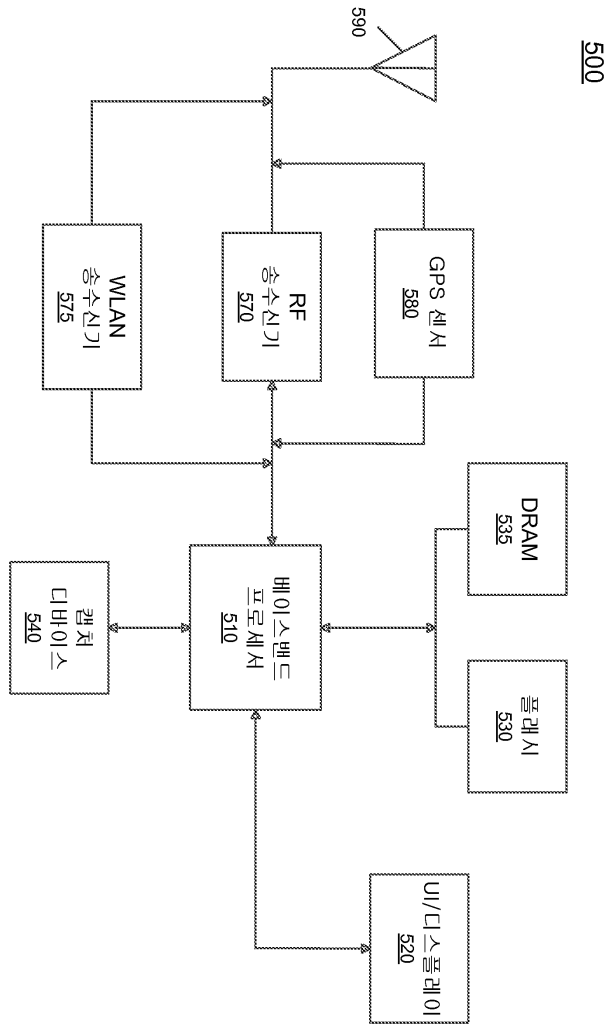 500
590
GPS 센서
580
RF
송수신기
570
WLAN
송수신기
575
DRAM
535
플래시
530
베이스밴드
프로세서
510
캡처
디바이스
540
UI/디스플레이
520